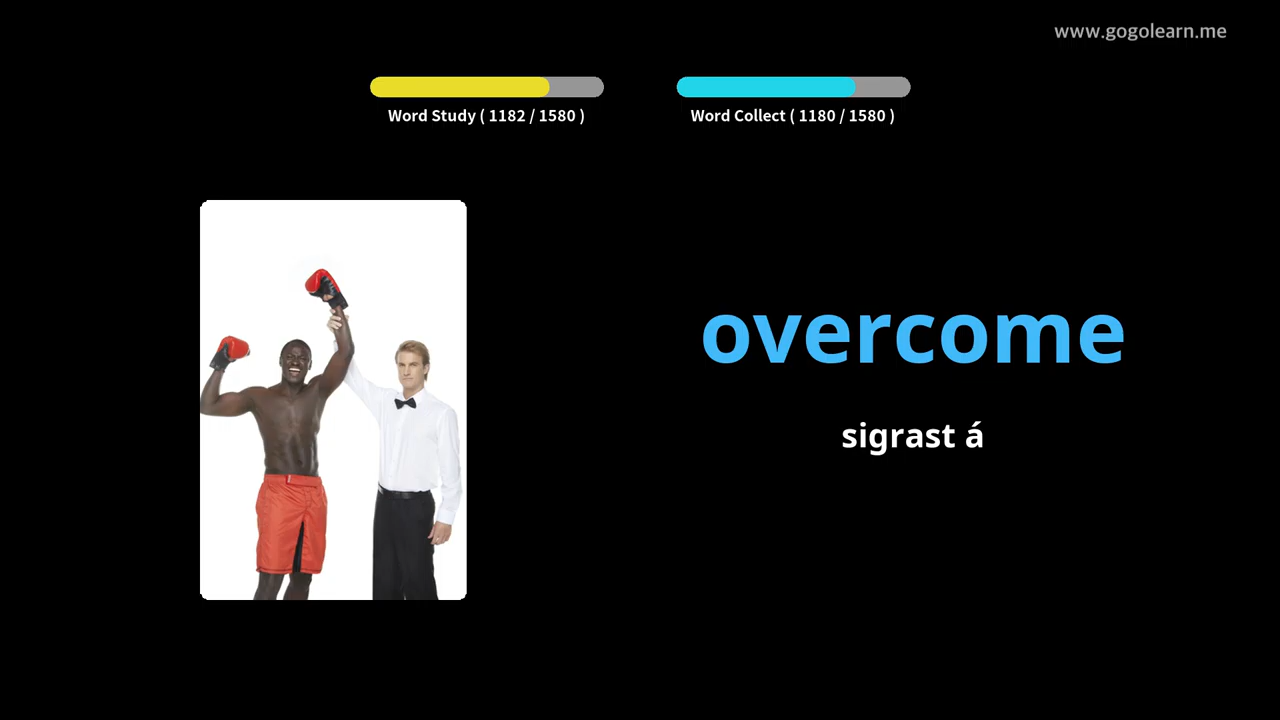 www.gogolearn.me
Word Study ( 1182 / 1580 )
Word Collect ( 1180 / 1580 )
overcome
sigrast á